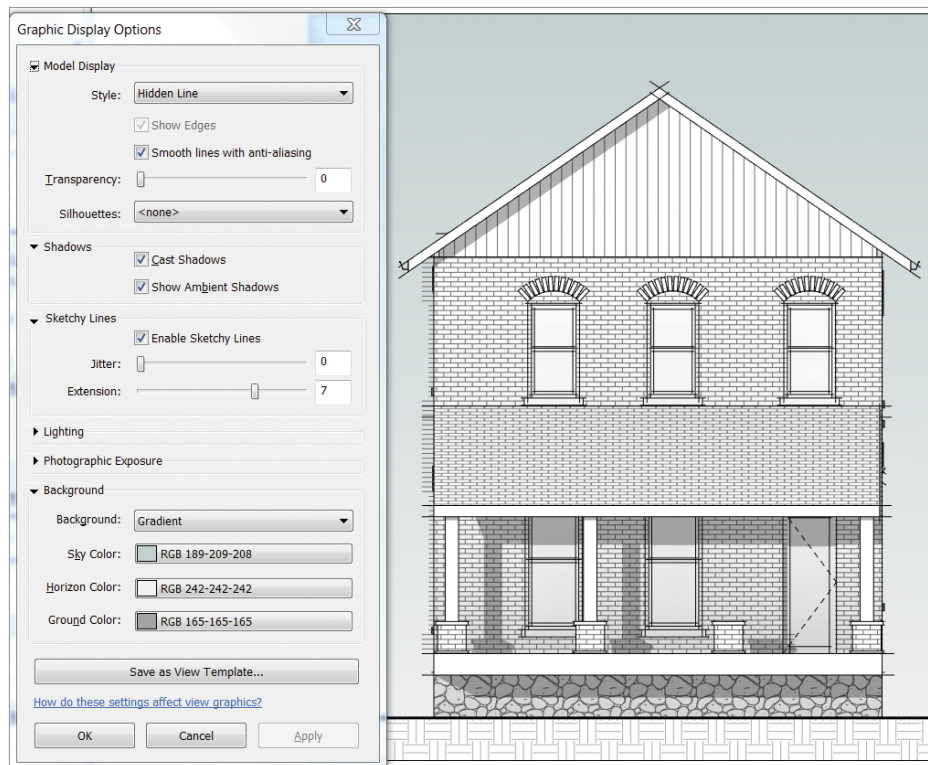 Graphic Display Options
Model Display
Style: Hidden Line
Show Edges
Smooth lines with anti-aliasing
Transparency: 0
Silhouettes: <none>
Shadows
Cast Shadows
Show Ambient Shadows
Sketchy Lines
Enable Sketchy Lines
Jitter: 0
Extension: 7
Lighting
Photographic Exposure
Background
Background: Gradient
Sky Color: RGB 189-209-208
Horizon Color: RGB 242-242-242
Ground Color: RGB 165-165-165
Save as View Template...
How do these settings affect view graphics?
OK Cancel Apply